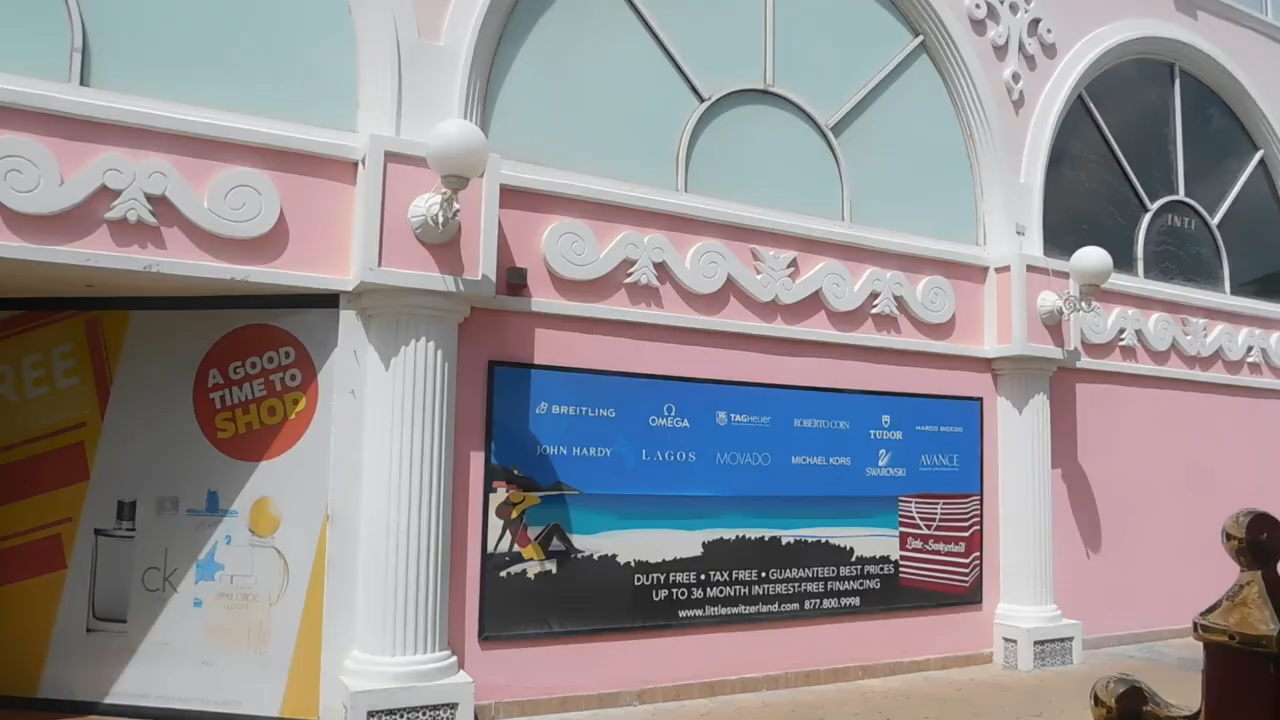 INTI
FREE
A GOOD
TIME TO
SHOP
ck
BREITLING
OMEGA
TAGHeuer
ROBERTO COIN
TUDOR
MARCO BICEGO
JOHN HARDY
LAGOS
MOVADO
MICHAEL KORS
SWAROVSKI
AVANCE
Little Switzerland
DUTY FREE • TAX FREE • GUARANTEED BEST PRICES
UP TO 36 MONTH INTEREST-FREE FINANCING
www.littleswitzerland.com 877.800.9998